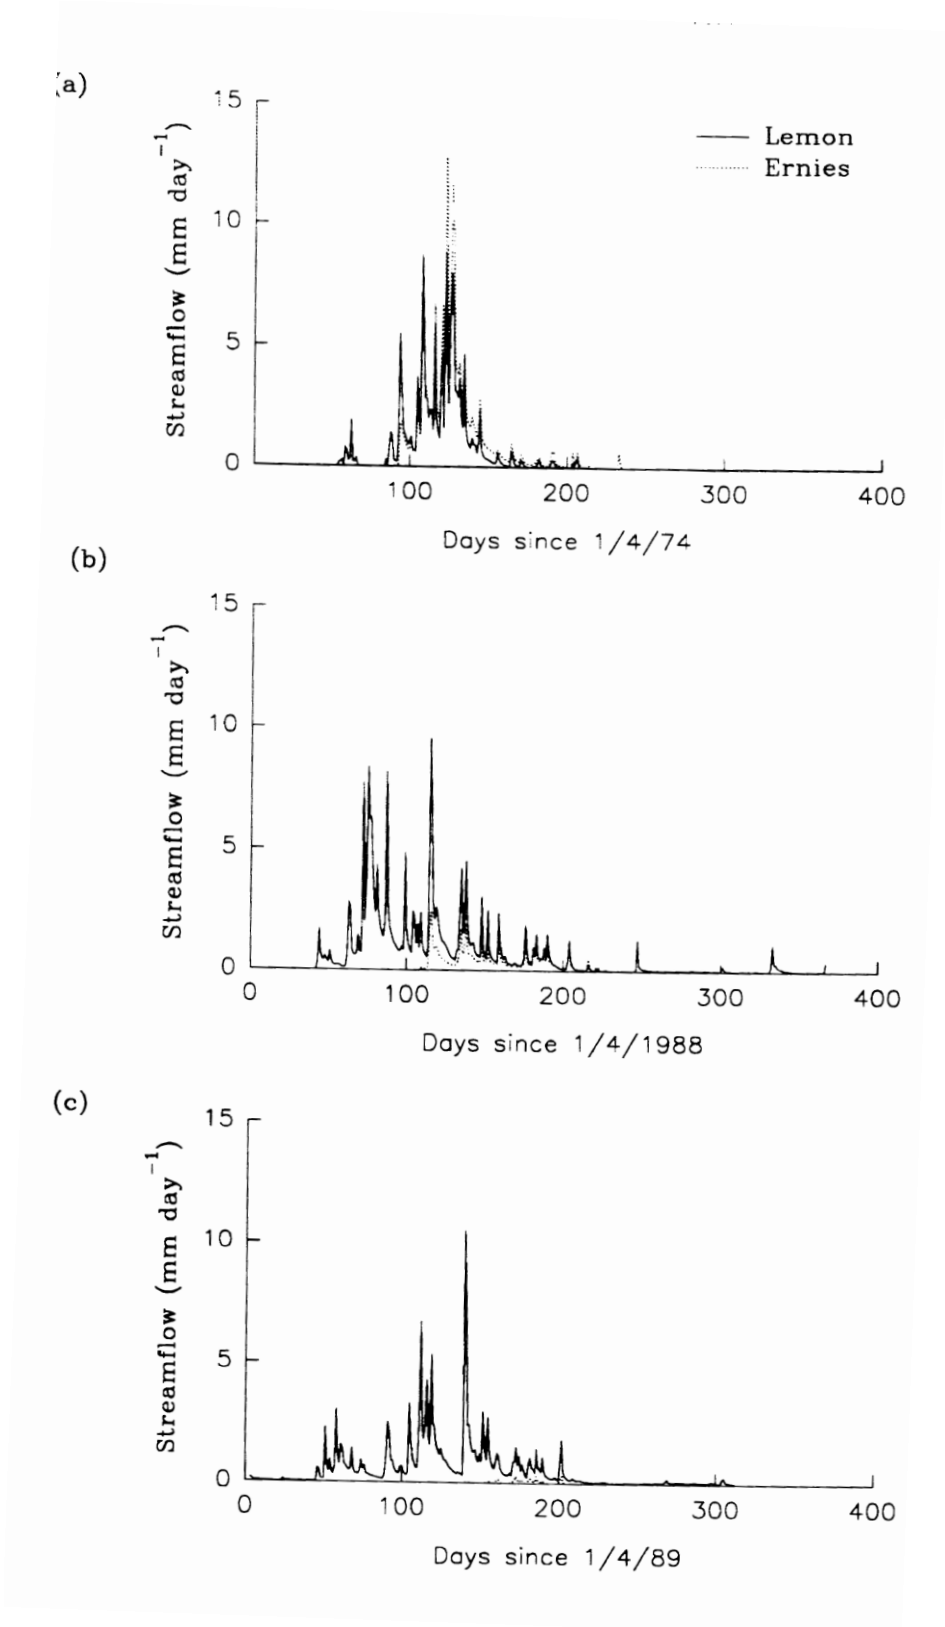 (a)
15
10
5
0
Streamflow (mm day⁻¹)
Lemon
Ernies
100 200 300 400
Days since 1/4/74
(b)
15
10
5
0
Streamflow (mm day⁻¹)
0 100 200 300 400
Days since 1/4/1988
(c)
15
10
5
0
Streamflow (mm day⁻¹)
0 100 200 300 400
Days since 1/4/89